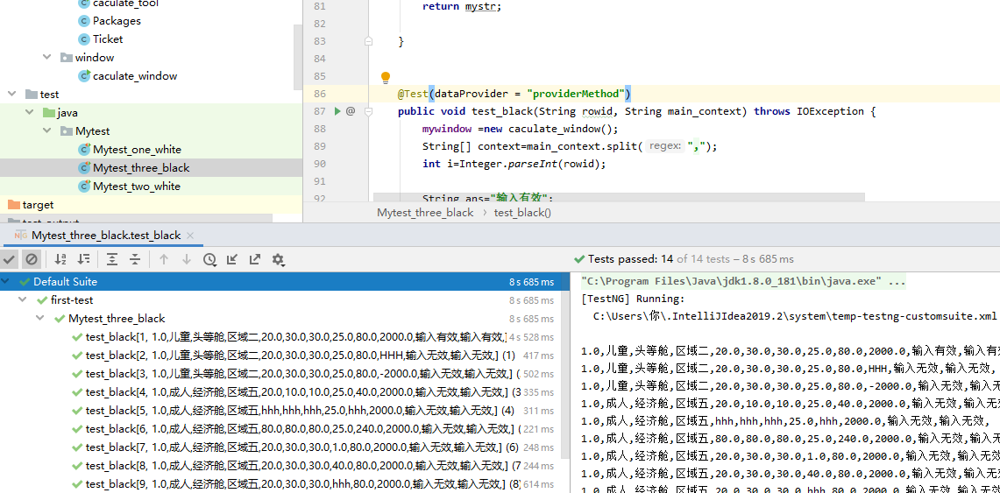 caculate_tool
Packages
Ticket
window
caculate_window
test
java
Mytest
Mytest_one_white
Mytest_three_black
Mytest_two_white
target
81 return mystr;
82
83 }
84
85
86 @Test(dataProvider = "providerMethod")
87 public void test_black(String rowid, String main_context) throws IOException {
88 mywindow =new caculate_window();
89 String[] context=main_context.split( regex: ",");
90 int i=Integer.parseInt(rowid);
91
92 String ans="输入有效";
Mytest_three_black › test_black()
Mytest_three_black.test_black
Tests passed: 14 of 14 tests – 8 s 685 ms
Default Suite 8 s 685 ms
first-test 8 s 685 ms
Mytest_three_black 8 s 685 ms
test_black[1, 1.0,儿童,头等舱,区域二,20.0,30.0,30.0,25.0,80.0,2000.0,输入有效,输入有效,] 4 s 528 ms
test_black[2, 1.0,儿童,头等舱,区域二,20.0,30.0,30.0,25.0,80.0,HHH,输入无效,输入无效,] (1) 417 ms
test_black[3, 1.0,儿童,头等舱,区域二,20.0,30.0,30.0,25.0,80.0,-2000.0,输入无效,输入无效,] ( 502 ms
test_black[4, 1.0,成人,经济舱,区域五,20.0,10.0,10.0,25.0,40.0,2000.0,输入无效,输入无效,] (3 335 ms
test_black[5, 1.0,成人,经济舱,区域五,hhh,hhh,hhh,25.0,hhh,2000.0,输入无效,输入无效,] (4) 311 ms
test_black[6, 1.0,成人,经济舱,区域五,80.0,80.0,80.0,25.0,240.0,2000.0,输入无效,输入无效,] ( 221 ms
test_black[7, 1.0,成人,经济舱,区域五,20.0,30.0,30.0,1.0,80.0,2000.0,输入无效,输入无效,] (6) 248 ms
test_black[8, 1.0,成人,经济舱,区域五,20.0,30.0,30.0,40.0,80.0,2000.0,输入无效,输入无效,] (7 244 ms
test_black[9, 1.0,成人,经济舱,区域五,20.0,30.0,30.0,hhh,80.0,2000.0,输入无效,输入无效,] (8) 614 ms
"C:\Program Files\Java\jdk1.8.0_181\bin\java.exe" ...
[TestNG] Running:
C:\Users\你\.IntelliJIdea2019.2\system\temp-testng-customsuite.xml
1.0,儿童,头等舱,区域二,20.0,30.0,30.0,25.0,80.0,2000.0,输入有效,输入有效
1.0,儿童,头等舱,区域二,20.0,30.0,30.0,25.0,80.0,HHH,输入无效,输入无效,
1.0,儿童,头等舱,区域二,20.0,30.0,30.0,25.0,80.0,-2000.0,输入无效,输入无
1.0,成人,经济舱,区域五,20.0,10.0,10.0,25.0,40.0,2000.0,输入无效,输入无
1.0,成人,经济舱,区域五,hhh,hhh,hhh,25.0,hhh,2000.0,输入无效,输入无效,
1.0,成人,经济舱,区域五,80.0,80.0,80.0,25.0,240.0,2000.0,输入无效,输入无
1.0,成人,经济舱,区域五,20.0,30.0,30.0,1.0,80.0,2000.0,输入无效,输入无效
1.0,成人,经济舱,区域五,20.0,30.0,30.0,40.0,80.0,2000.0,输入无效,输入无
1.0,成人,经济舱,区域五,20.0,30.0,30.0,hhh,80.0,2000.0,输入无效,输入无效